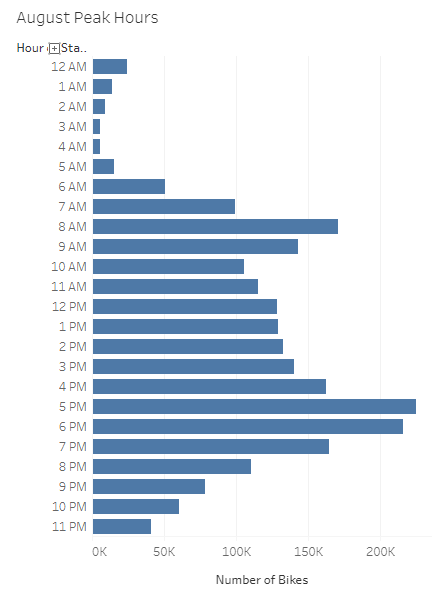 August Peak Hours
Hour Sta..
12 AM
1 AM
2 AM
3 AM
4 AM
5 AM
6 AM
7 AM
8 AM
9 AM
10 AM
11 AM
12 PM
1 PM
2 PM
3 PM
4 PM
5 PM
6 PM
7 PM
8 PM
9 PM
10 PM
11 PM
0K 50K 100K 150K 200K
Number of Bikes